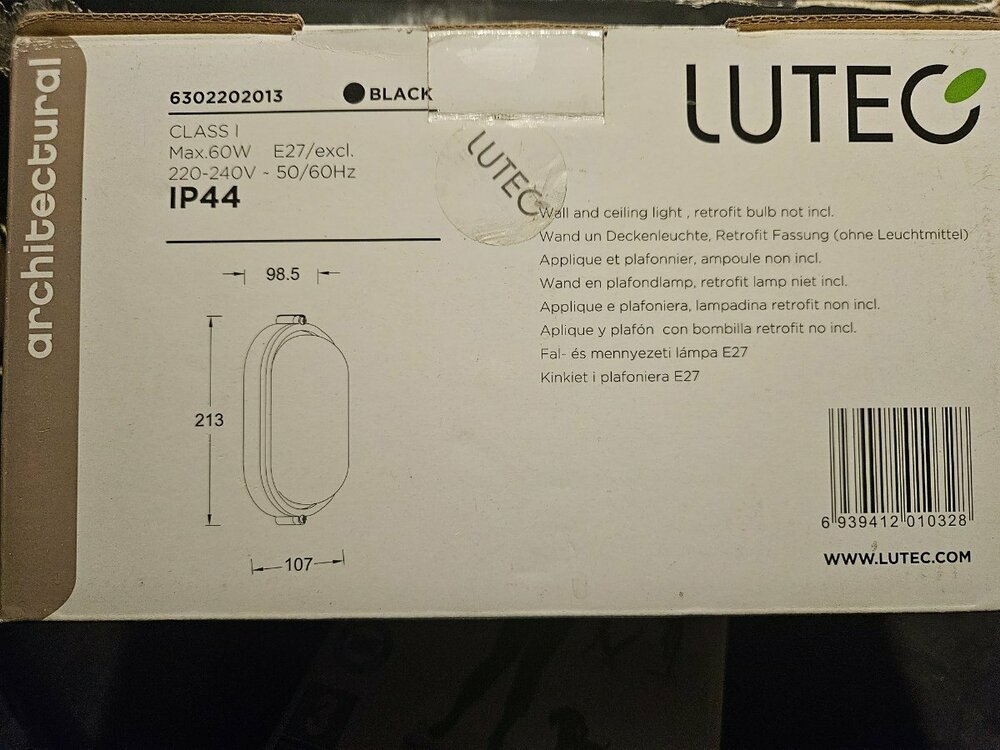 architectural
6302202013 BLACK
CLASS I
Max.60W E27/excl.
220-240V ~ 50/60Hz
IP44
98.5
213
107
LUTEC
LUTEC
Wall and ceiling light , retrofit bulb not incl.
Wand un Deckenleuchte, Retrofit Fassung (ohne Leuchtmittel)
Applique et plafonnier, ampoule non incl.
Wand en plafondlamp, retrofit lamp niet incl.
Applique e plafoniera, lampadina retrofit non incl.
Aplique y plafón con bombilla retrofit no incl.
Fal- és mennyezeti lámpa E27
Kinkiet i plafoniera E27
6 939412 010328
WWW.LUTEC.COM